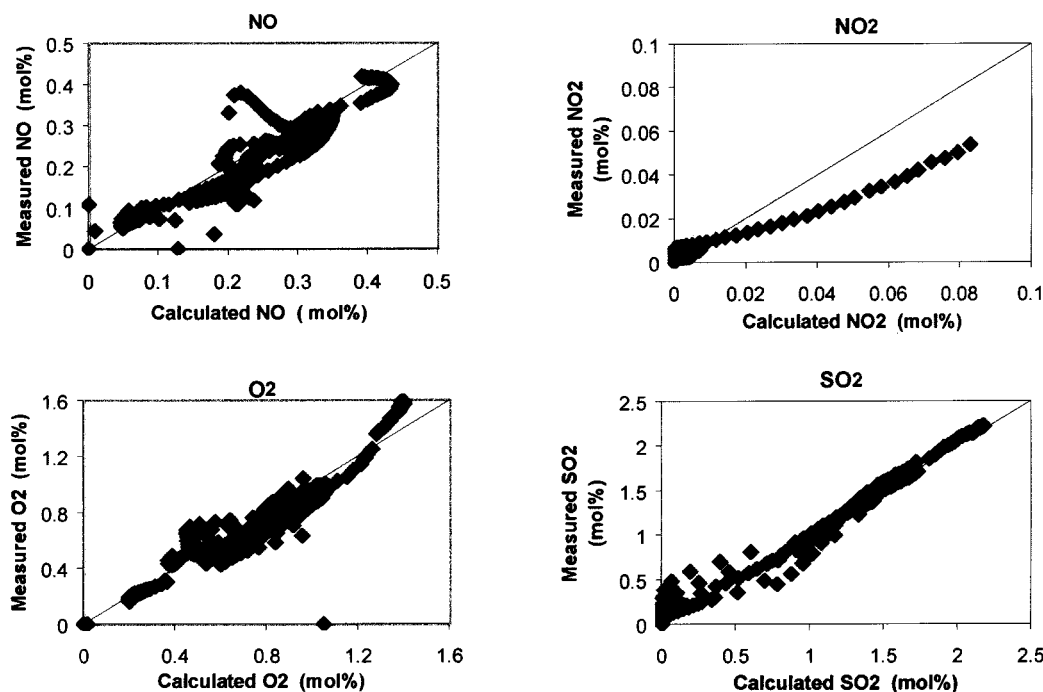 NO
0.5
0.4
0.3
0.2
0.1
0
Measured NO (mol%)
0 0.1 0.2 0.3 0.4 0.5
Calculated NO ( mol%)
NO2
0.1
0.08
0.06
0.04
0.02
0
Measured NO2
(mol%)
0 0.02 0.04 0.06 0.08 0.1
Calculated NO2 (mol%)
O2
1.6
1.2
0.8
0.4
0
Measured O2 (mol%)
0 0.4 0.8 1.2 1.6
Calculated O2 (mol%)
SO2
2.5
2
1.5
1
0.5
0
Measured SO2
(mol%)
0 0.5 1 1.5 2 2.5
Calculated SO2 (mol%)